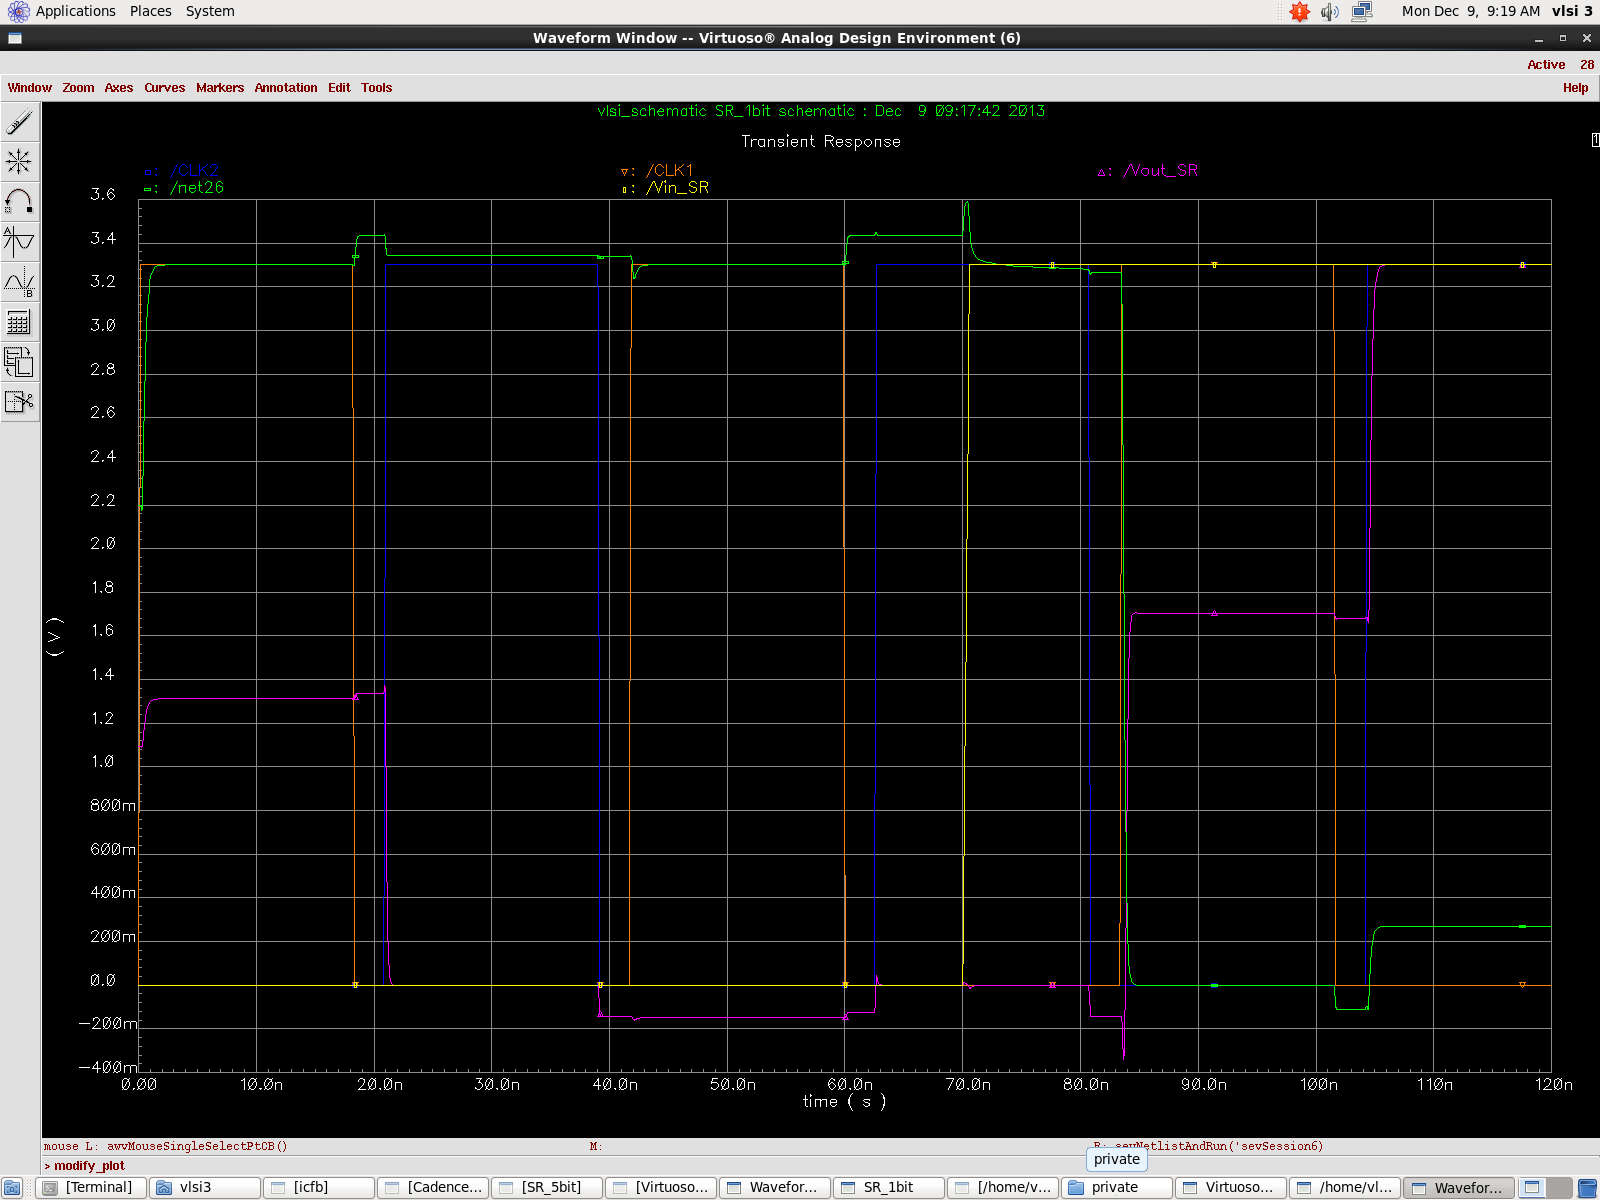 Applications Places System Mon Dec 9, 9:19 AM vlsi 3
Waveform Window -- Virtuoso® Analog Design Environment (6)
Active 28
Window Zoom Axes Curves Markers Annotation Edit Tools Help
vlsi_schematic SR_1bit schematic : Dec 9 09:17:42 2013
Transient Response
1
: /CLK2 : /CLK1 : /Vout_SR
: /net26 : /Vin_SR
3.6
3.4
3.2
3.0
2.8
2.6
2.4
2.2
2.0
1.8
1.6
(V)
1.4
1.2
1.0
800m
600m
400m
200m
0.0
-200m
-400m
0.00 10.0n 20.0n 30.0n 40.0n 50.0n 60.0n 70.0n 80.0n 90.0n 100n 110n 120n
time ( s )
mouse L: awvMouseSingleSelectPtCB() M: R: sevNetlistAndRun('sevSession6)
private
> modify_plot
[Terminal] vlsi3 [icfb] [Cadence... [SR_5bit] [Virtuoso... Wavefor... SR_1bit [/home/v... private Virtuoso... /home/vl... Wavefor...